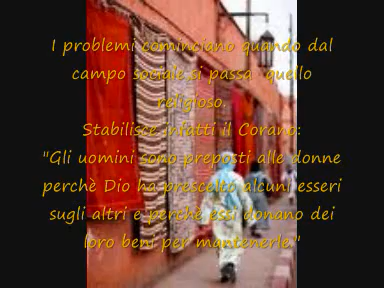 I problemi cominciano quando dal
campo sociale si passa quello
religioso.
Stabilisce infatti il Corano:
"Gli uomini sono preposti alle donne
perchè Dio ha prescelto alcuni esseri
sugli altri e perchè essi donano dei
loro beni per mantenerle."